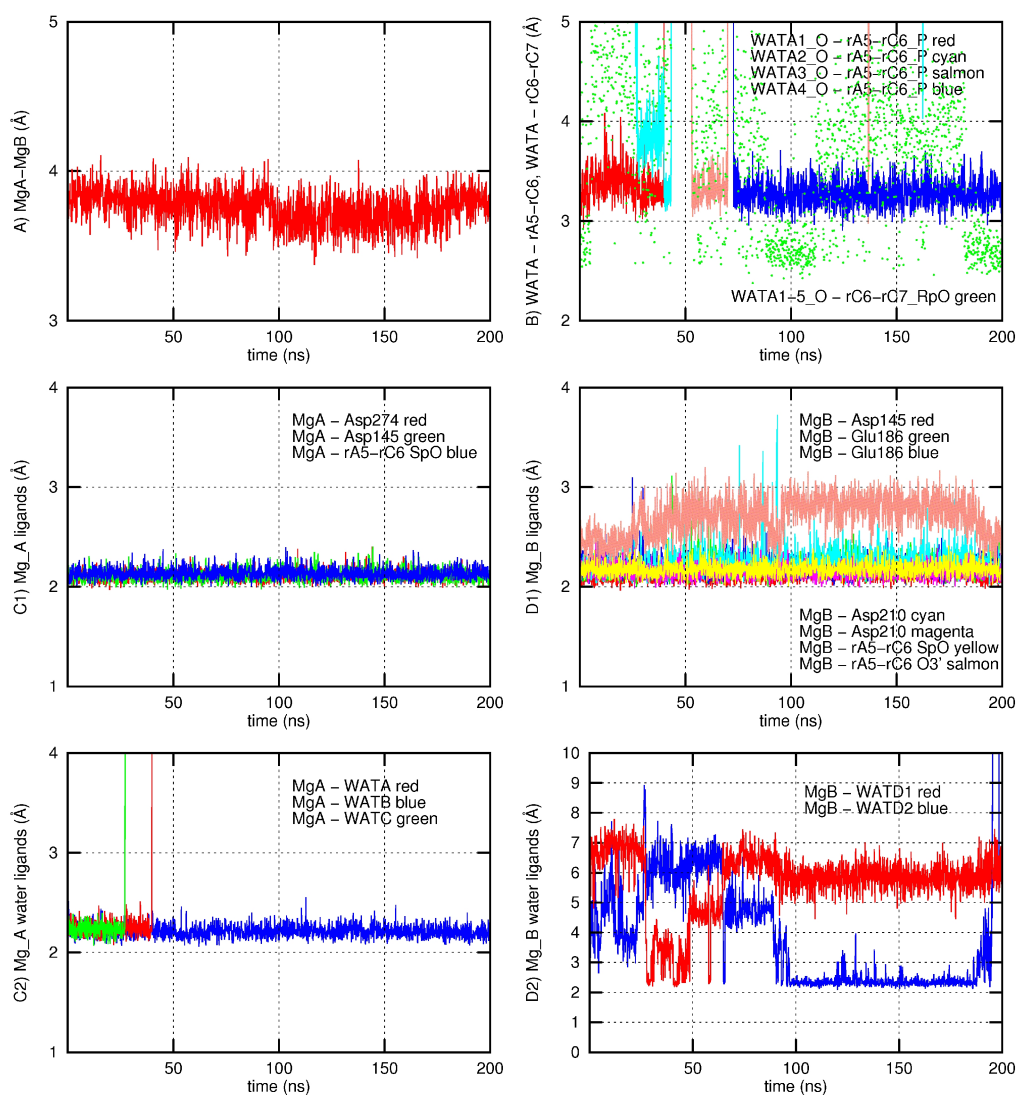 A) MgA–MgB (Å)
5
4
3
50
100
150
200
time (ns)
B) WATA – rA5–rC6, WATA – rC6–rC7 (Å)
5
4
3
2
WATA1_O – rA5–rC6_P red
WATA2_O – rA5–rC6_P cyan
WATA3_O – rA5–rC6_P salmon
WATA4_O – rA5–rC6_P blue
WATA1–5_O – rC6–rC7_RpO green
50
100
150
200
time (ns)
C1) Mg_A ligands (Å)
4
3
2
1
MgA – Asp274 red
MgA – Asp145 green
MgA – rA5–rC6 SpO blue
50
100
150
200
time (ns)
D1) Mg_B ligands (Å)
4
3
2
1
MgB – Asp145 red
MgB – Glu186 green
MgB – Glu186 blue
MgB – Asp210 cyan
MgB – Asp210 magenta
MgB – rA5–rC6 SpO yellow
MgB – rA5–rC6 O3' salmon
50
100
150
200
time (ns)
C2) Mg_A water ligands (Å)
4
3
2
1
MgA – WATA red
MgA – WATB blue
MgA – WATC green
50
100
150
200
time (ns)
D2) Mg_B water ligands (Å)
10
9
8
7
6
5
4
3
2
1
0
MgB – WATD1 red
MgB – WATD2 blue
50
100
150
200
time (ns)